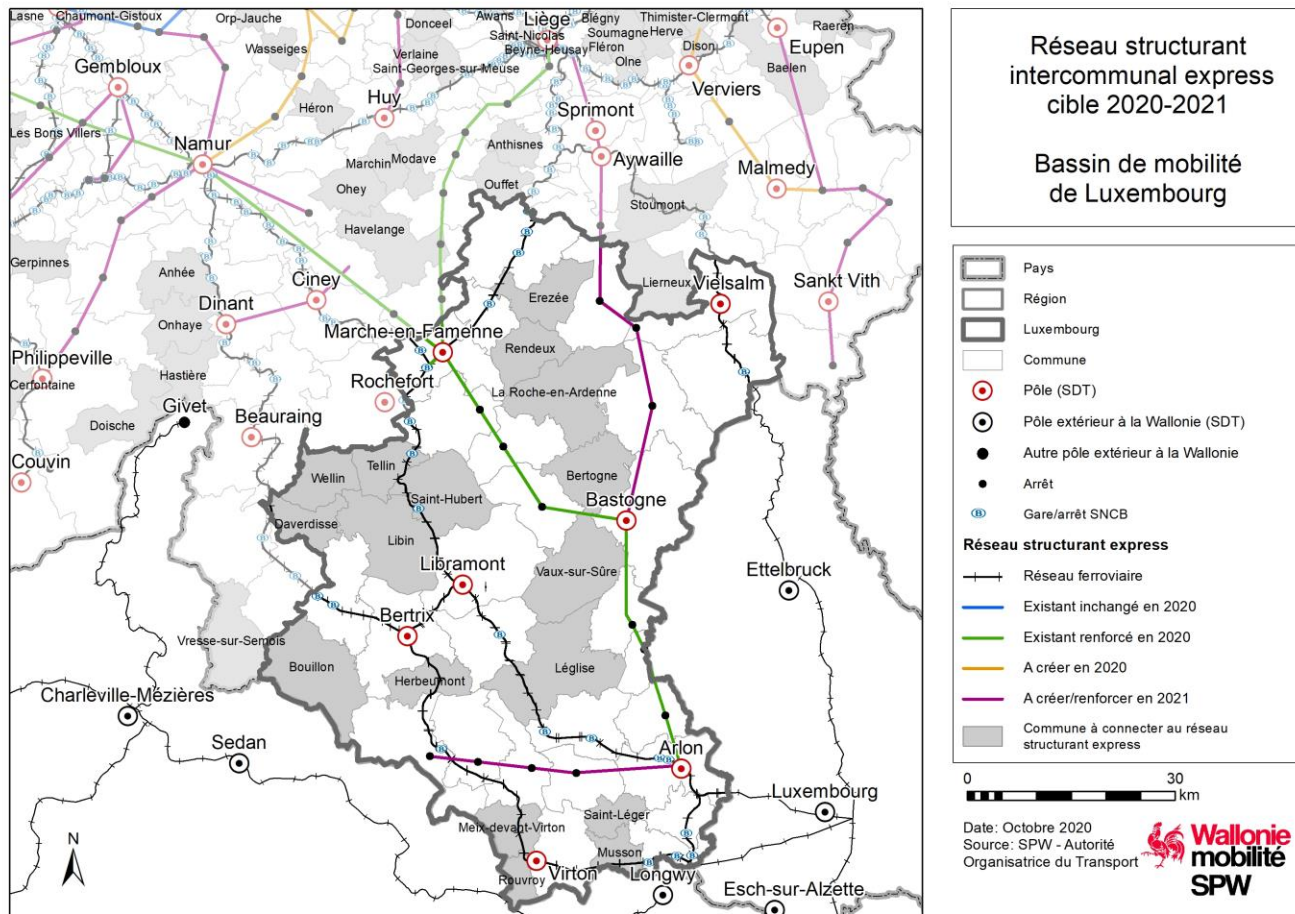 Lasne
Chaumont-Gistoux
Orp-Jauche
Donceel
Awans
Liège
Blégny
Thimister-Clermont
Raeren
Saint-Nicolas
Soumagne
Herve
Wasseiges
Verlaine
Beyne-Heusay
Fléron
Dison
Eupen
Gembloux
Saint-Georges-sur-Meuse
Olne
Baelen
Verviers
Huy
Héron
Sprimont
Les Bons Villers
Namur
Anthisnes
Marchin
Modave
Aywaille
Malmedy
Ohey
Ouffet
Stoumont
Havelange
Gerpinnes
Anhée
Ciney
Lierneux
Vielsalm
Sankt Vith
Dinant
Erezée
Onhaye
Marche-en-Famenne
Rendeux
Philippeville
Hastière
Rochefort
Cerfontaine
La Roche-en-Ardenne
Givet
Beauraing
Doische
Couvin
Wellin
Tellin
Bertogne
Saint-Hubert
Bastogne
Daverdisse
Libin
Libramont
Vaux-sur-Sûre
Ettelbruck
Bertrix
Vresse-sur-Semois
Bouillon
Herbeumont
Léglise
Charleville-Mézières
Sedan
Arlon
Luxembourg
Meix-devant-Virton
Saint-Léger
Musson
Virton
Rouvroy
Longwy
Esch-sur-Alzette
N
Réseau structurant
intercommunal express
cible 2020-2021
Bassin de mobilité
de Luxembourg
Pays
Région
Luxembourg
Commune
Pôle (SDT)
Pôle extérieur à la Wallonie (SDT)
Autre pôle extérieur à la Wallonie
Arrêt
Gare/arrêt SNCB
Réseau structurant express
Réseau ferroviaire
Existant inchangé en 2020
Existant renforcé en 2020
A créer en 2020
A créer/renforcer en 2021
Commune à connecter au réseau
structurant express
0 30
km
Date: Octobre 2020
Source: SPW - Autorité
Organisatrice du Transport
Wallonie
mobilité
SPW